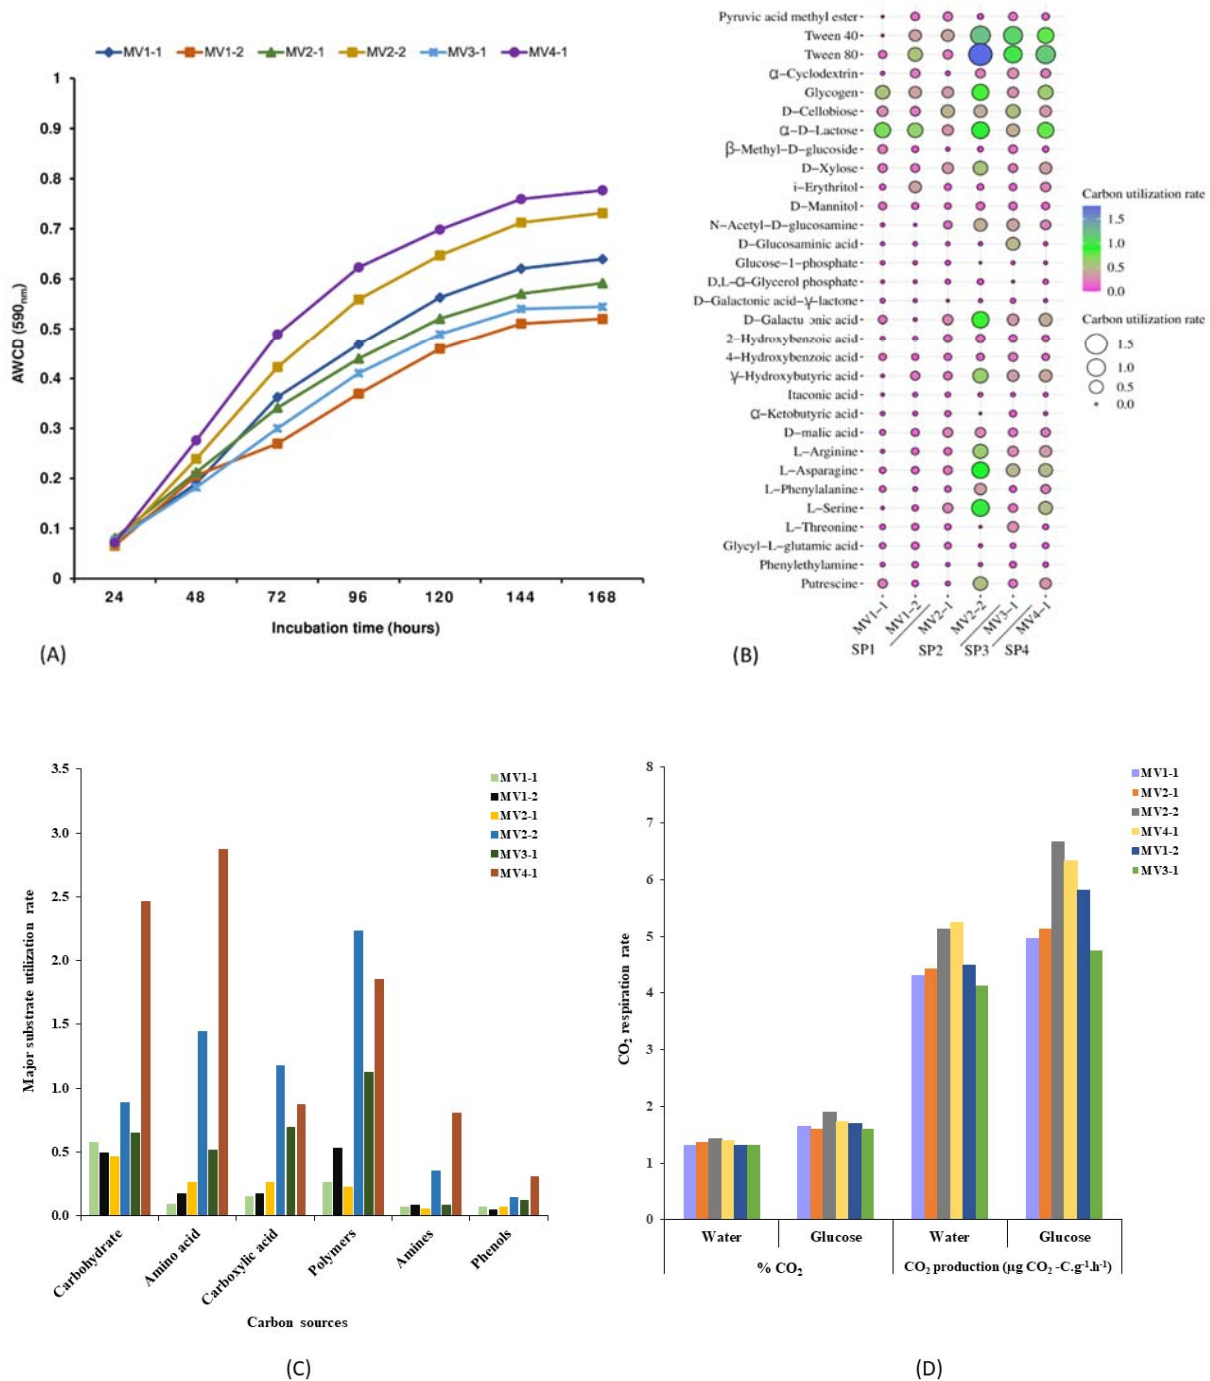 MV1-1 MV1-2 MV2-1 MV2-2 MV3-1 MV4-1
1
0.9
0.8
0.7
0.6
0.5
0.4
0.3
0.2
0.1
0
AWCD (590nm)
24 48 72 96 120 144 168
Incubation time (hours)
(A)
Pyruvic acid methyl ester
Tween 40
Tween 80
α−Cyclodextrin
Glycogen
D−Cellobiose
α−D−Lactose
β−Methyl−D−glucoside
D−Xylose
i−Erythritol
D−Mannitol
N−Acetyl−D−glucosamine
D−Glucosaminic acid
Glucose−1−phosphate
D,L−α−Glycerol phosphate
D−Galactonic acid−γ−lactone
D−Galactu onic acid
2−Hydroxybenzoic acid
4−Hydroxybenzoic acid
γ−Hydroxybutyric acid
Itaconic acid
α−Ketobutyric acid
D−malic acid
L−Arginine
L−Asparagine
L−Phenylalanine
L−Serine
L−Threonine
Glycyl−L−glutamic acid
Phenylethylamine
Putrescine
MV1−1 MV1−2 MV2−1 MV2−2 MV3−1 MV4−1
SP1 SP2 SP3 SP4
Carbon utilization rate
1.5
1.0
0.5
0.0
Carbon utilization rate
1.5
1.0
0.5
0.0
(B)
3.5
3.0
2.5
2.0
1.5
1.0
0.5
0.0
Major substrate utilization rate
MV1-1
MV1-2
MV2-1
MV2-2
MV3-1
MV4-1
Carbohydrate Amino acid Carboxylic acid Polymers Amines Phenols
Carbon sources
(C)
8
7
6
5
4
3
2
1
0
CO2 respiration rate
MV1-1
MV2-1
MV2-2
MV4-1
MV1-2
MV3-1
Water Glucose Water Glucose
% CO2 CO2 production (µg CO2 -C.g-1.h-1)
(D)